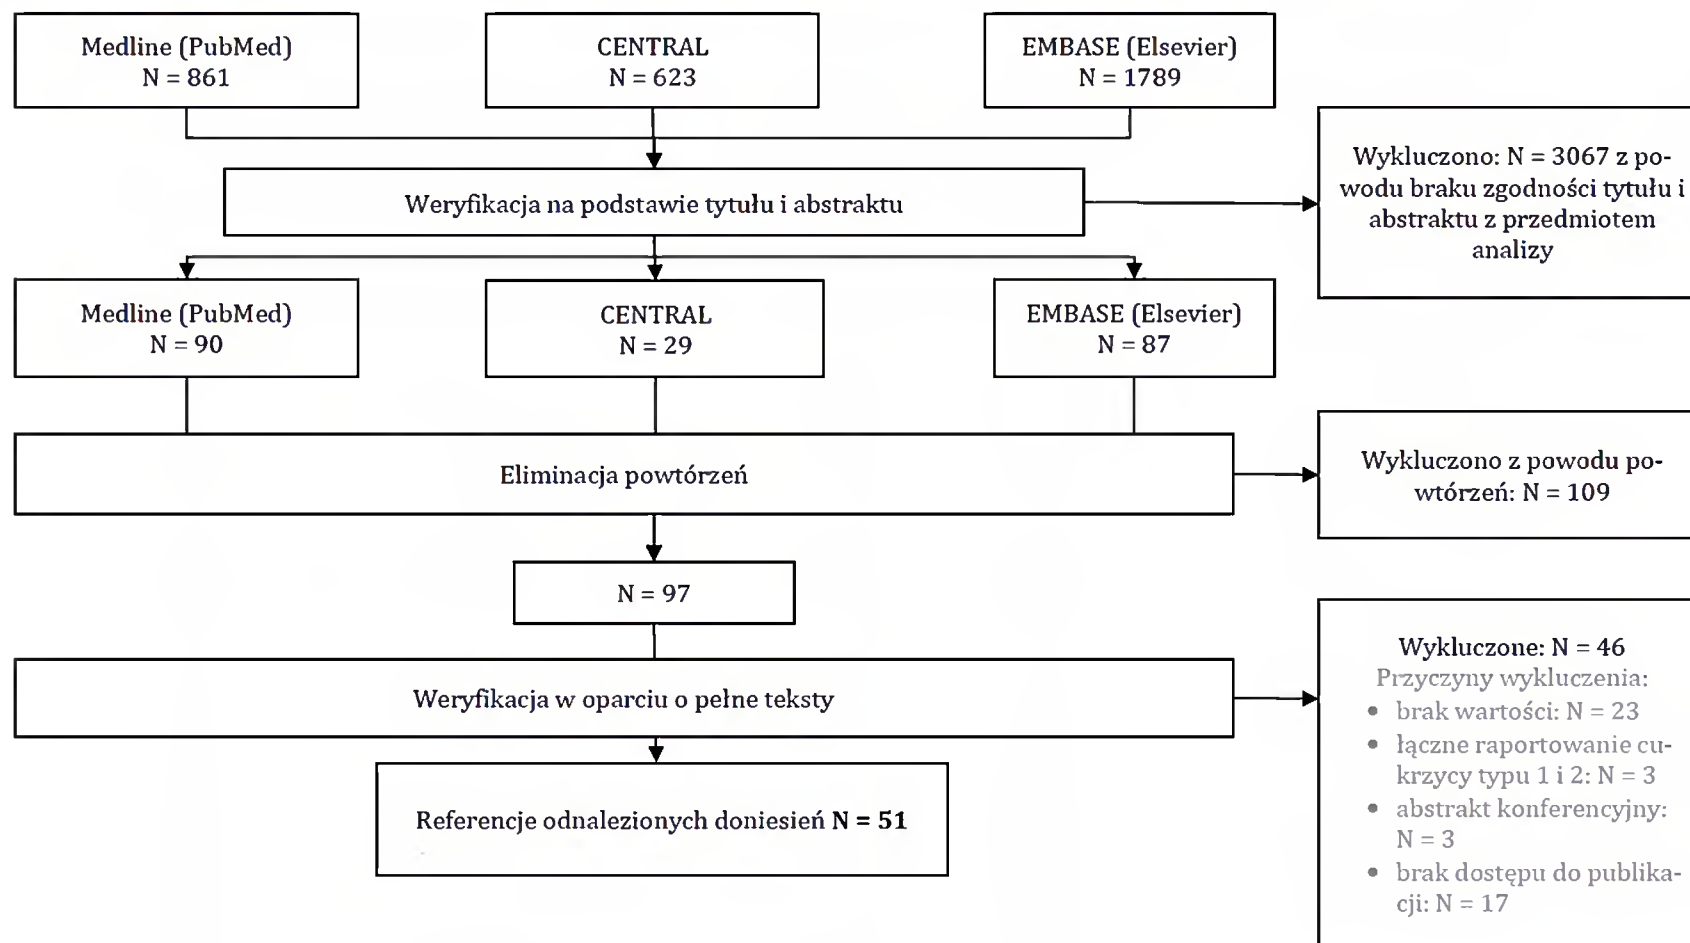 Medline (PubMed)
N = 861
CENTRAL
N = 623
EMBASE (Elsevier)
N = 1789
Wykluczono: N = 3067 z po-
wodu braku zgodności tytułu i
abstraktu z przedmiotem
analizy
Weryfikacja na podstawie tytułu i abstraktu
Medline (PubMed)
N = 90
CENTRAL
N = 29
EMBASE (Elsevier)
N = 87
Eliminacja powtórzeń
Wykluczono z powodu po-
wtórzeń: N = 109
N = 97
Weryfikacja w oparciu o pełne teksty
Wykluczone: N = 46
Przyczyny wykluczenia:
• brak wartości: N = 23
• łączne raportowanie cu-
krzycy typu 1 i 2: N = 3
• abstrakt konferencyjny:
N = 3
• brak dostępu do publika-
cji: N = 17
Referencje odnalezionych doniesień N = 51